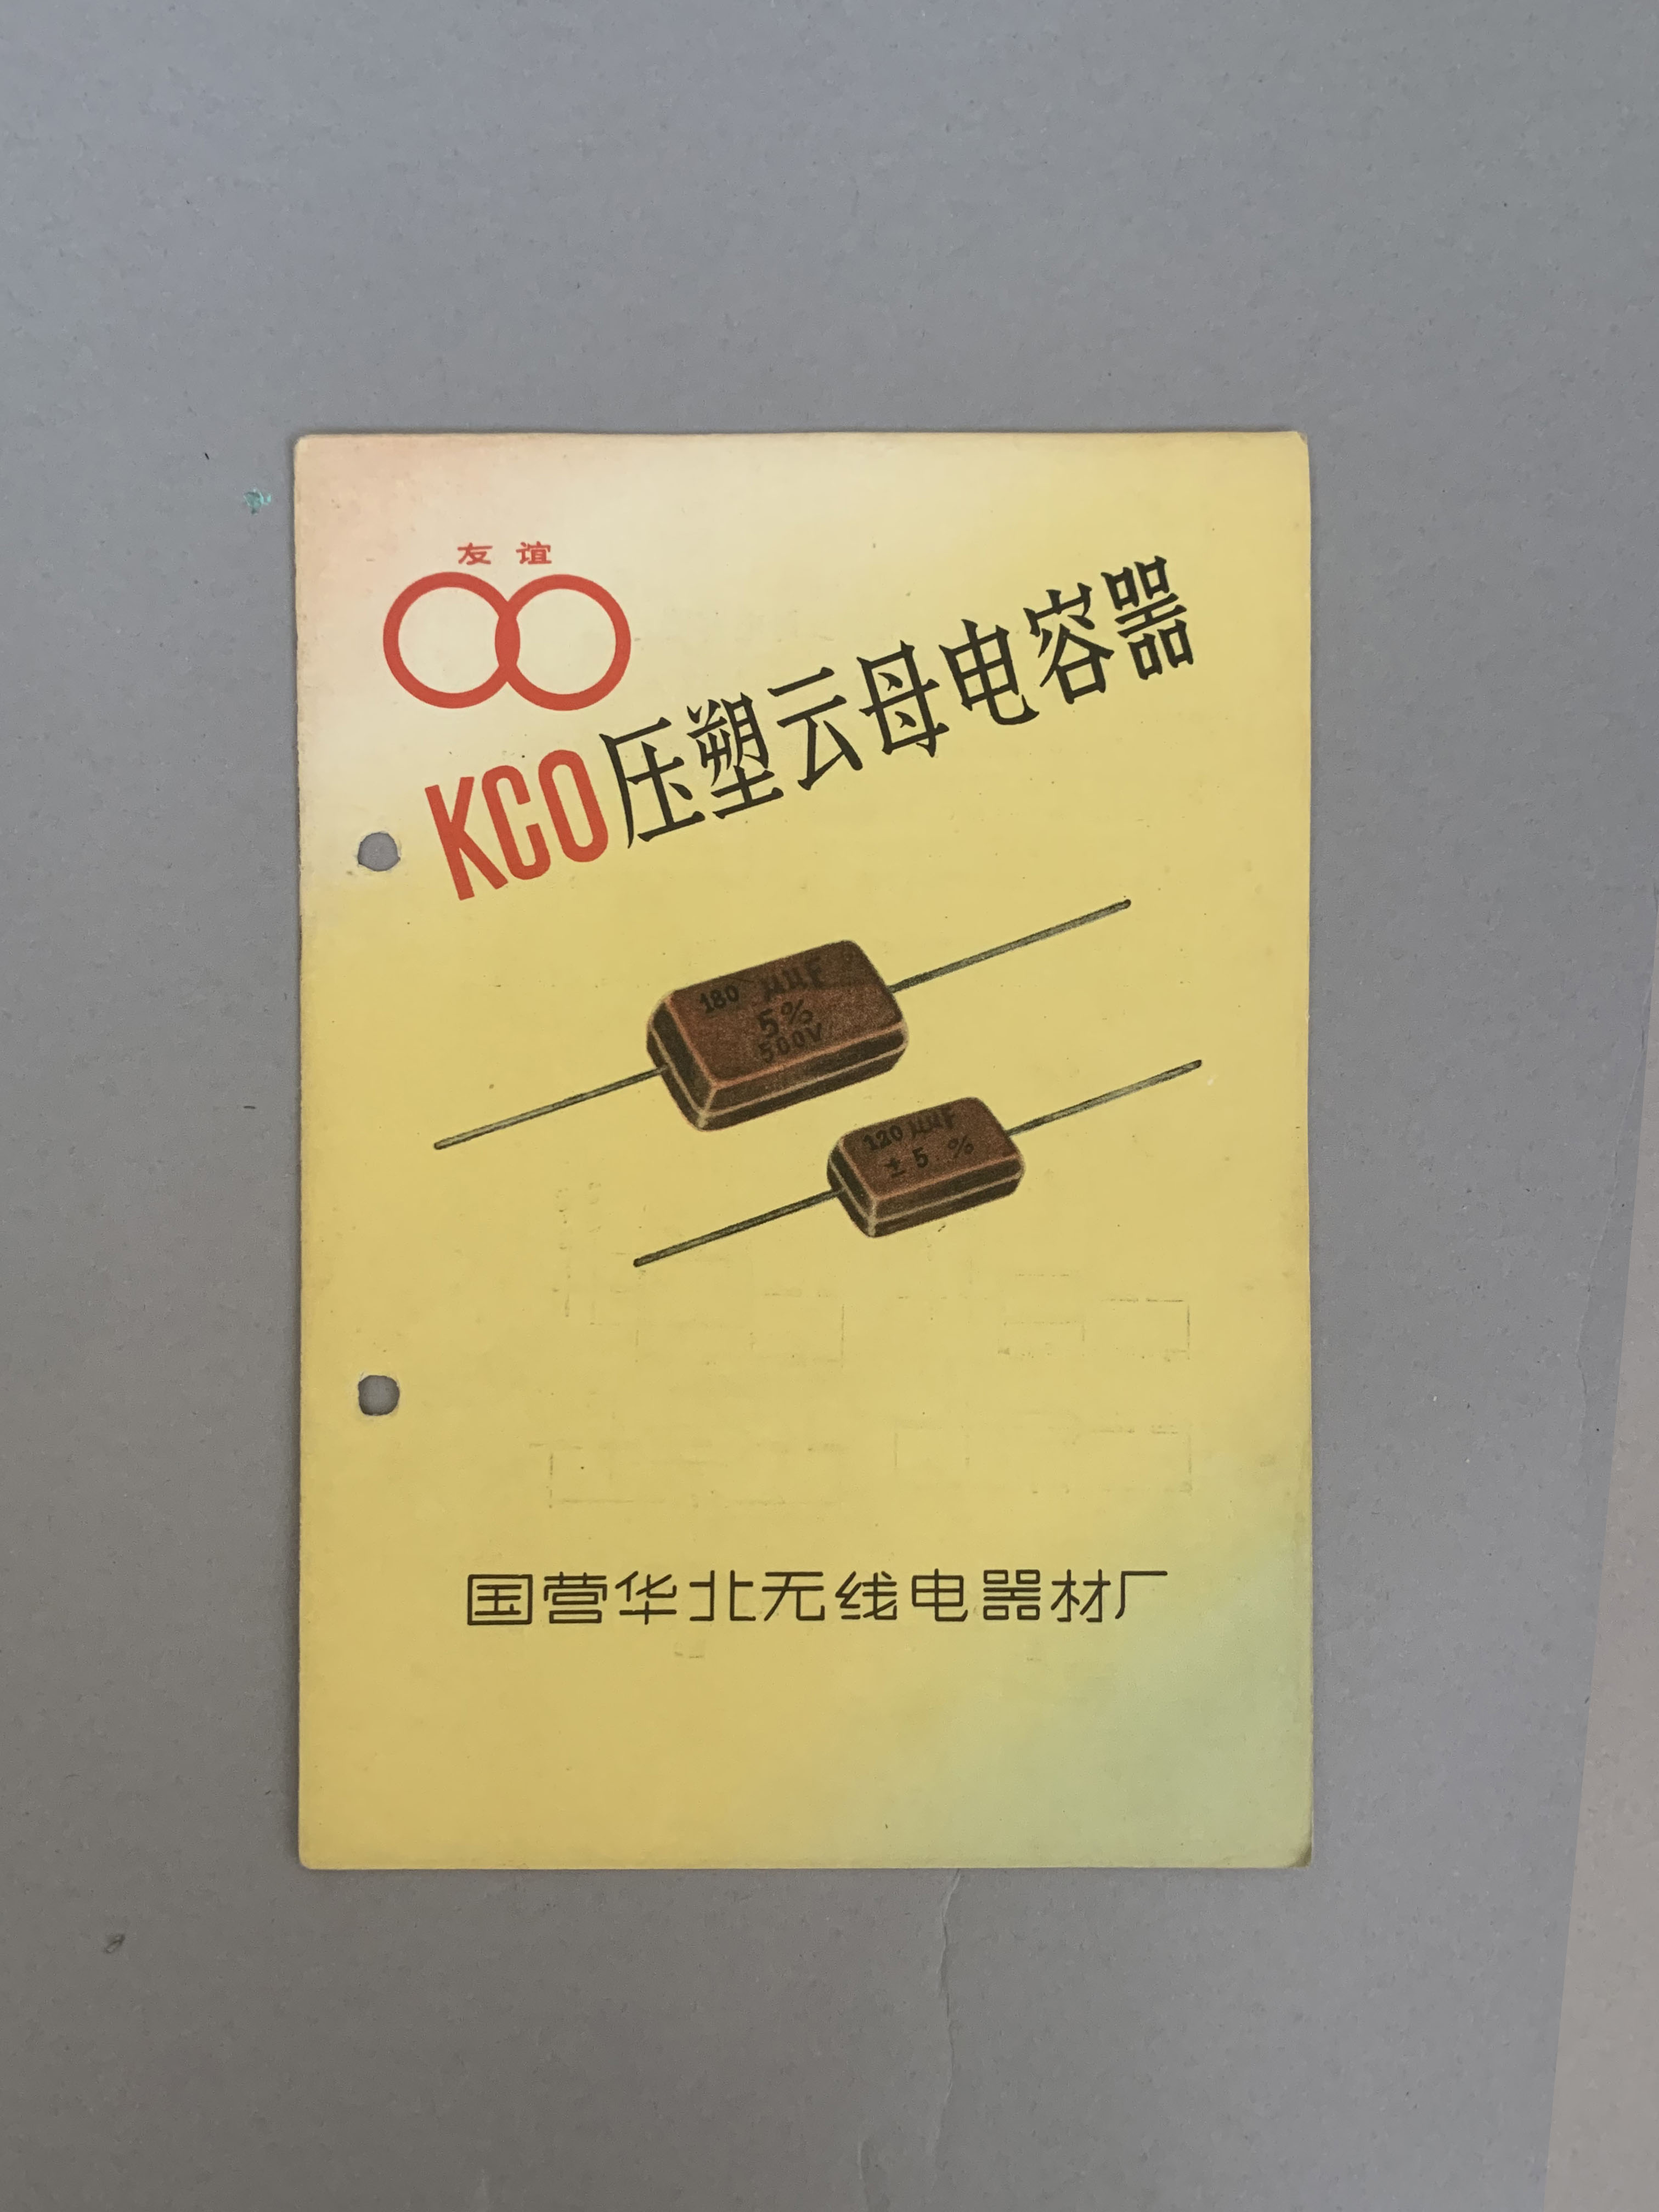 友谊
KCO压塑云母电容器
180 μμF
5%
500V
120 μμF
±5.%
国营华北无线电器材厂